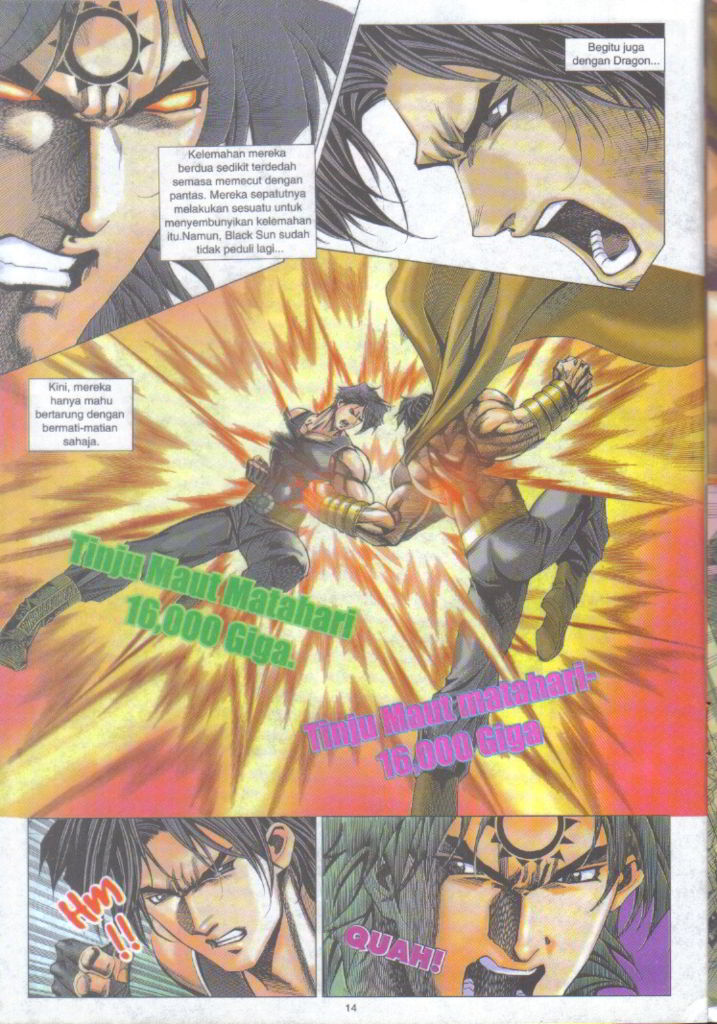 Kelemahan mereka
berdua sedikit terdedah
semasa memecut dengan
pantas. Mereka sepatutnya
melakukan sesuatu untuk
menyembunyikan kelemahan
itu.Namun, Black Sun sudah
tidak peduli lagi...
Begitu juga
dengan Dragon...
Kini, mereka
hanya mahu
bertarung dengan
bermati-matian
sahaja.
Tinju Maut Matahari
16,000 Giga.
Tinju Maut matahari-
16,000 Giga
HM
!!
QUAH!
14